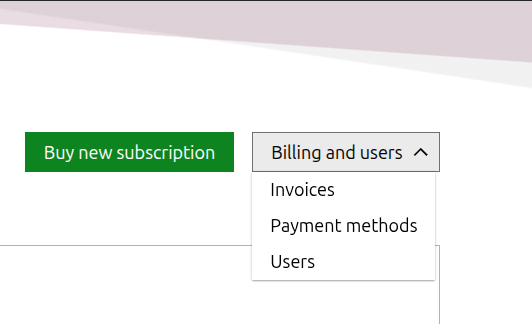 Buy new subscription
Billing and users
Invoices
Payment methods
Users